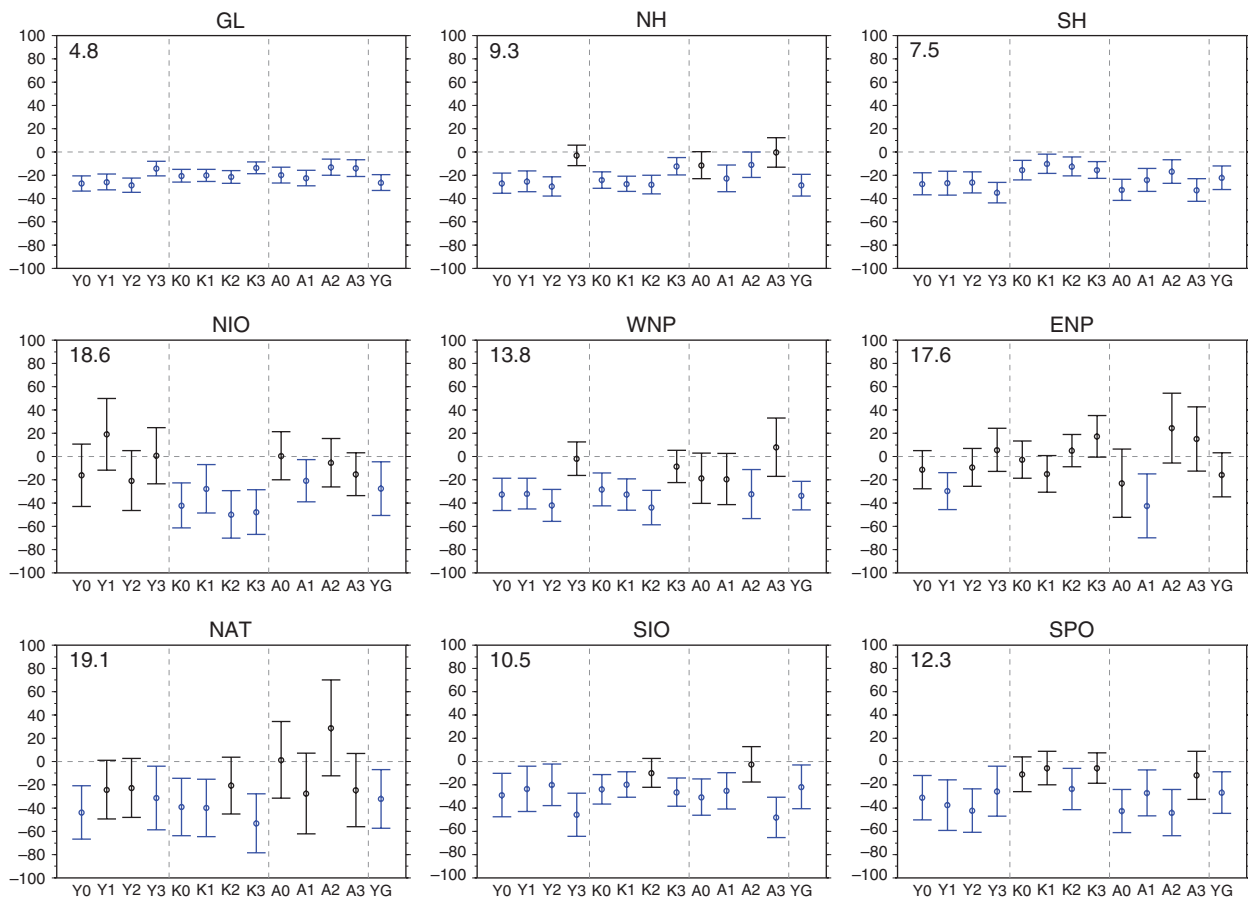 GL NH SH
100 100 100
80 4.8 80 9.3 80 7.5
60 60 60
40 40 40
20 20 20
0 0 0
−20 −20 −20
−40 −40 −40
−60 −60 −60
−80 −80 −80
−100 −100 −100
Y0 Y1 Y2 Y3 K0 K1 K2 K3 A0 A1 A2 A3 YG Y0 Y1 Y2 Y3 K0 K1 K2 K3 A0 A1 A2 A3 YG Y0 Y1 Y2 Y3 K0 K1 K2 K3 A0 A1 A2 A3 YG
NIO WNP ENP
100 100 100
80 18.6 80 13.8 80 17.6
60 60 60
40 40 40
20 20 20
0 0 0
−20 −20 −20
−40 −40 −40
−60 −60 −60
−80 −80 −80
−100 −100 −100
Y0 Y1 Y2 Y3 K0 K1 K2 K3 A0 A1 A2 A3 YG Y0 Y1 Y2 Y3 K0 K1 K2 K3 A0 A1 A2 A3 YG Y0 Y1 Y2 Y3 K0 K1 K2 K3 A0 A1 A2 A3 YG
NAT SIO SPO
100 100 100
80 19.1 80 10.5 80 12.3
60 60 60
40 40 40
20 20 20
0 0 0
−20 −20 −20
−40 −40 −40
−60 −60 −60
−80 −80 −80
−100 −100 −100
Y0 Y1 Y2 Y3 K0 K1 K2 K3 A0 A1 A2 A3 YG Y0 Y1 Y2 Y3 K0 K1 K2 K3 A0 A1 A2 A3 YG Y0 Y1 Y2 Y3 K0 K1 K2 K3 A0 A1 A2 A3 YG